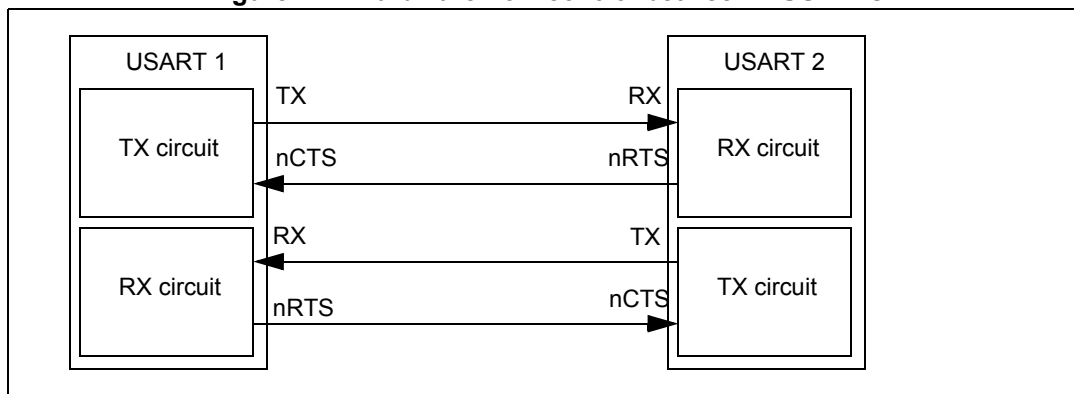 USART 1
USART 2
TX
RX
TX circuit
RX circuit
nCTS
nRTS
RX
TX
RX circuit
TX circuit
nRTS
nCTS